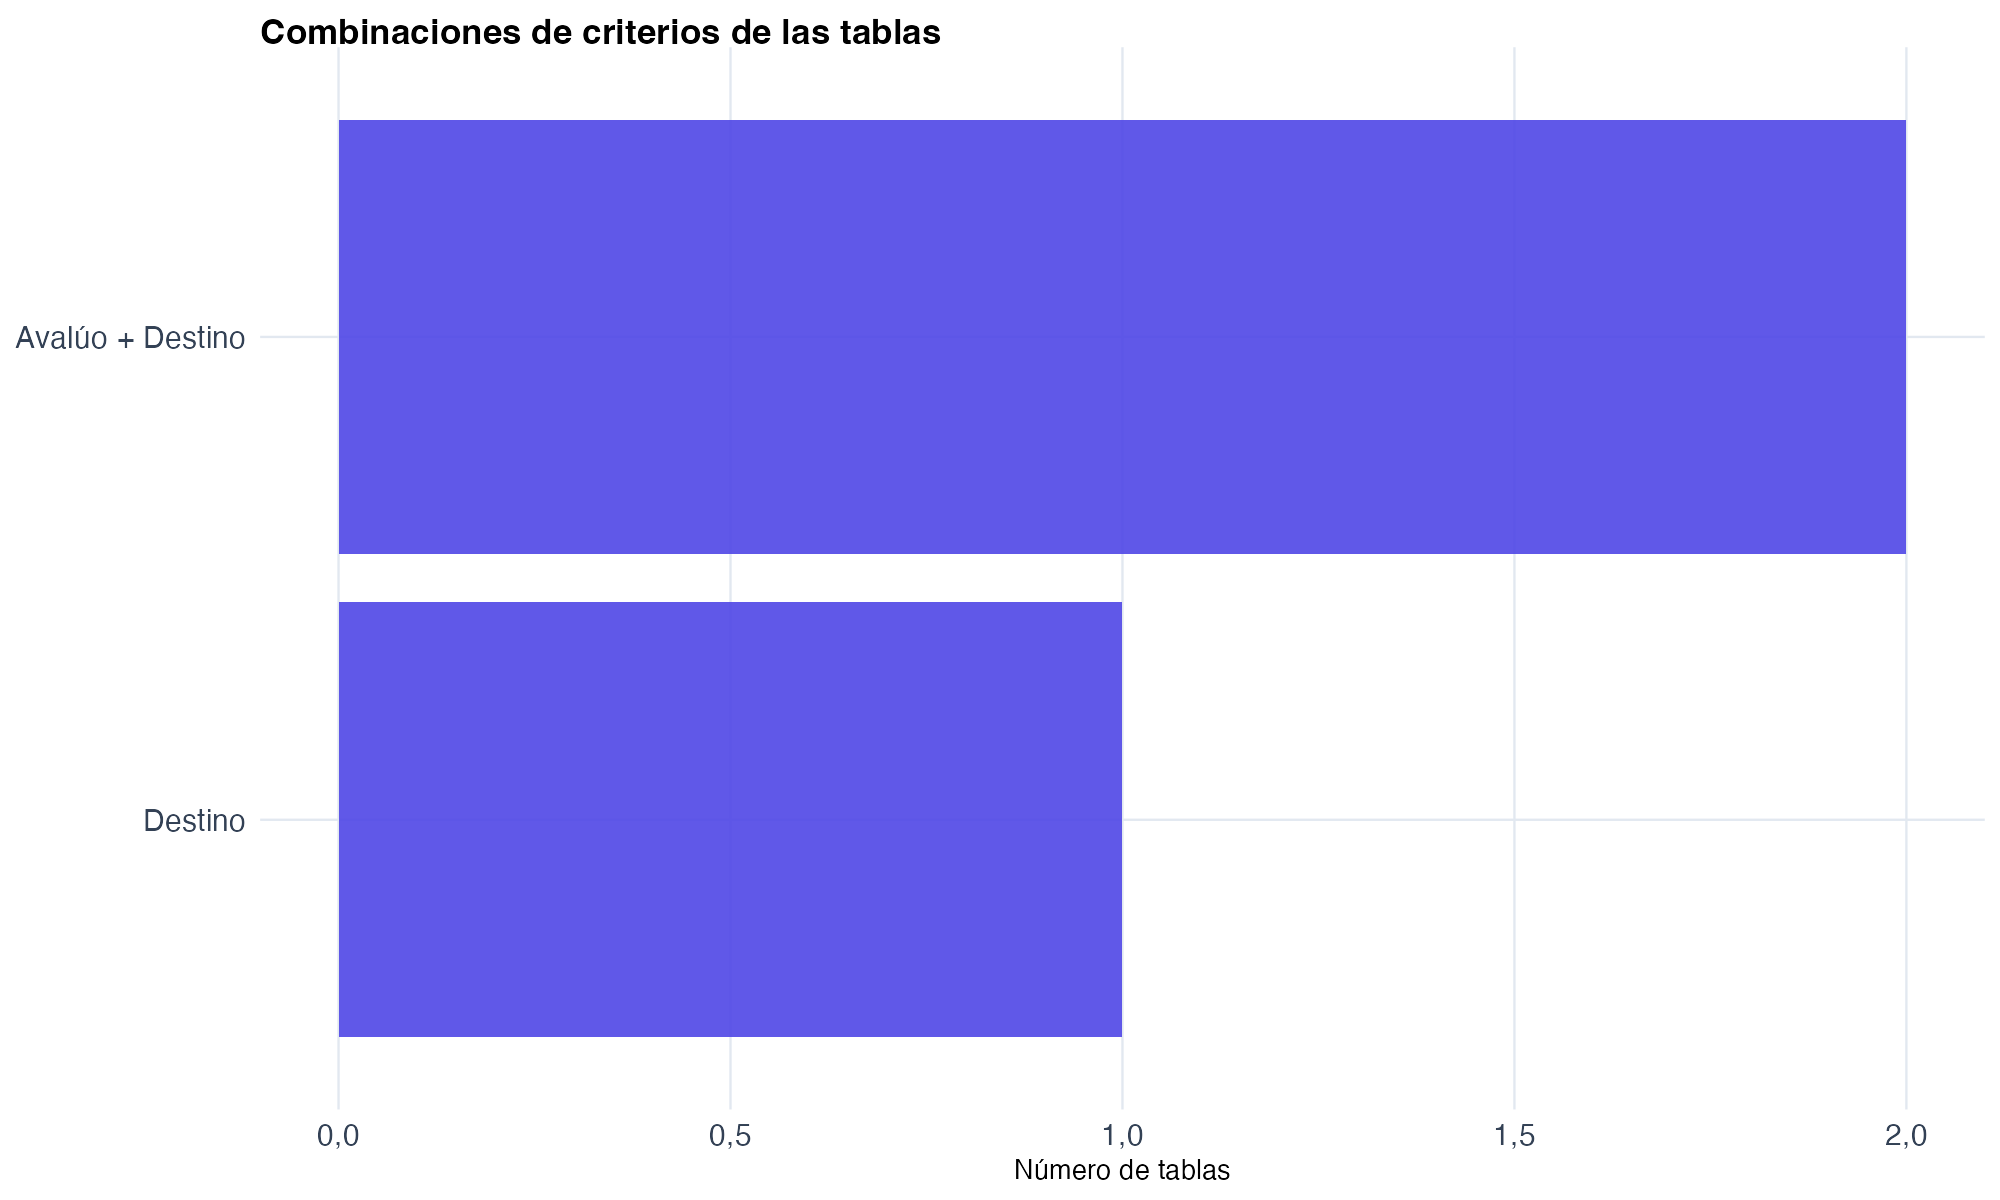 Combinaciones de criterios de las tablas
Avalúo + Destino
Destino
0,0 0,5 1,0 1,5 2,0
Número de tablas